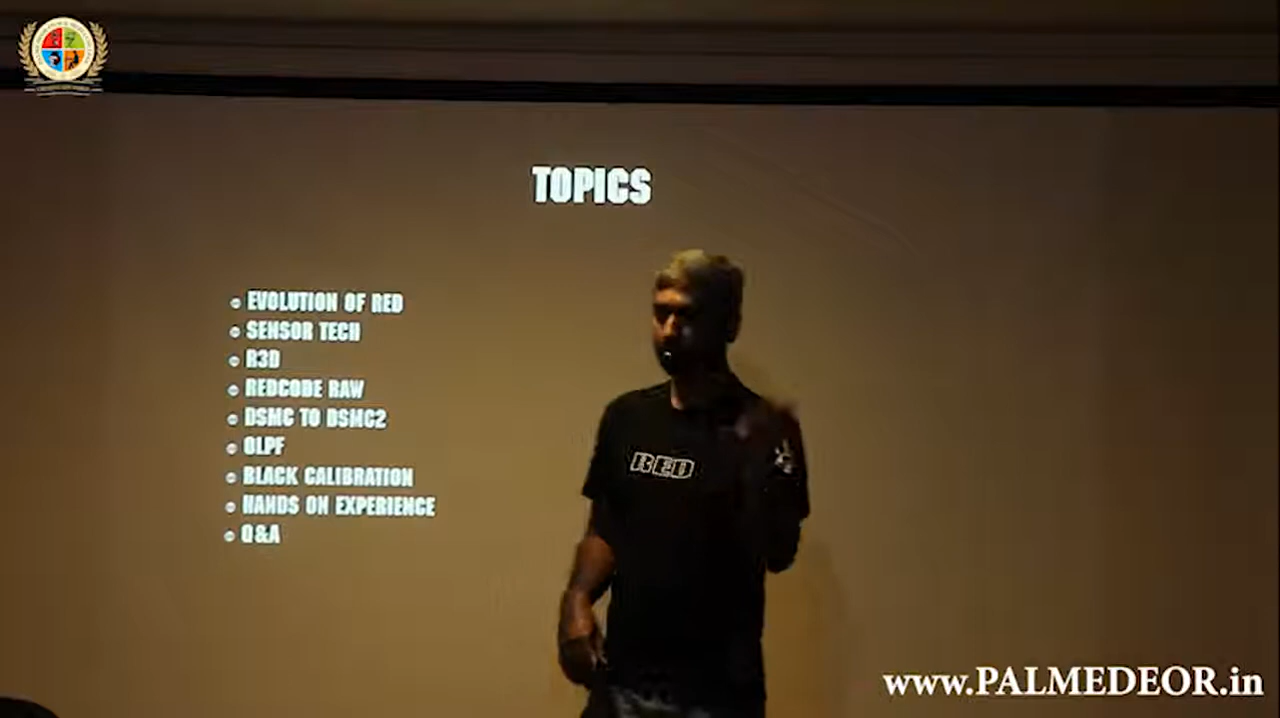 TOPICS
EVOLUTION OF RED
SENSOR TECH
R3D
REDCODE RAW
DSMC TO DSMC2
OLPF
BLACK CALIBRATION
HANDS ON EXPERIENCE
Q&A
RED
www.PALMEDEOR.in